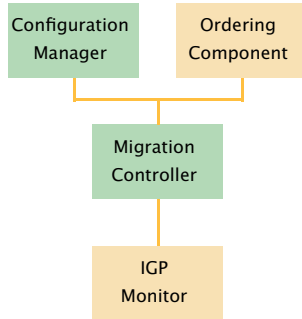 Configuration
Manager
Ordering
Component
Migration
Controller
IGP
Monitor